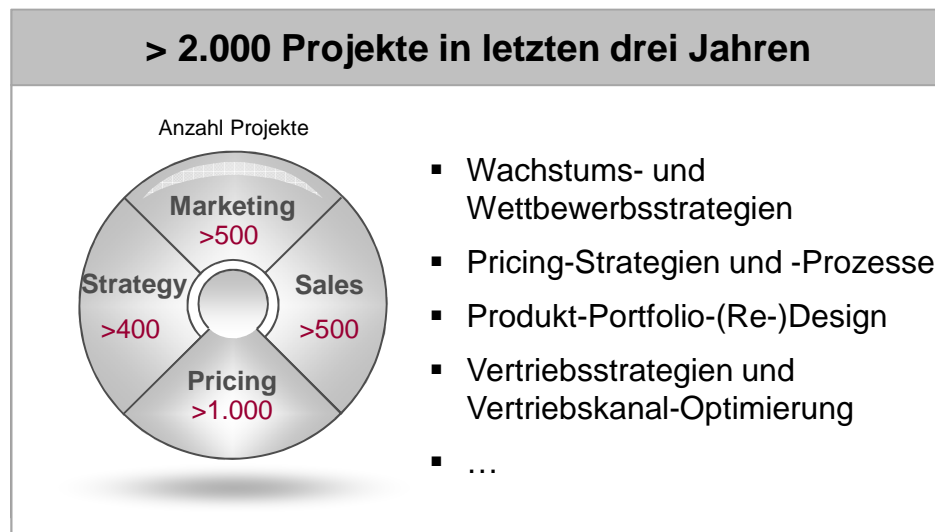 > 2.000 Projekte in letzten drei Jahren
Anzahl Projekte
Marketing
>500
Strategy
>400
Sales
>500
Pricing
>1.000
▪ Wachstums- und
Wettbewerbsstrategien
▪ Pricing-Strategien und -Prozesse
▪ Produkt-Portfolio-(Re-)Design
▪ Vertriebsstrategien und
Vertriebskanal-Optimierung
▪ …